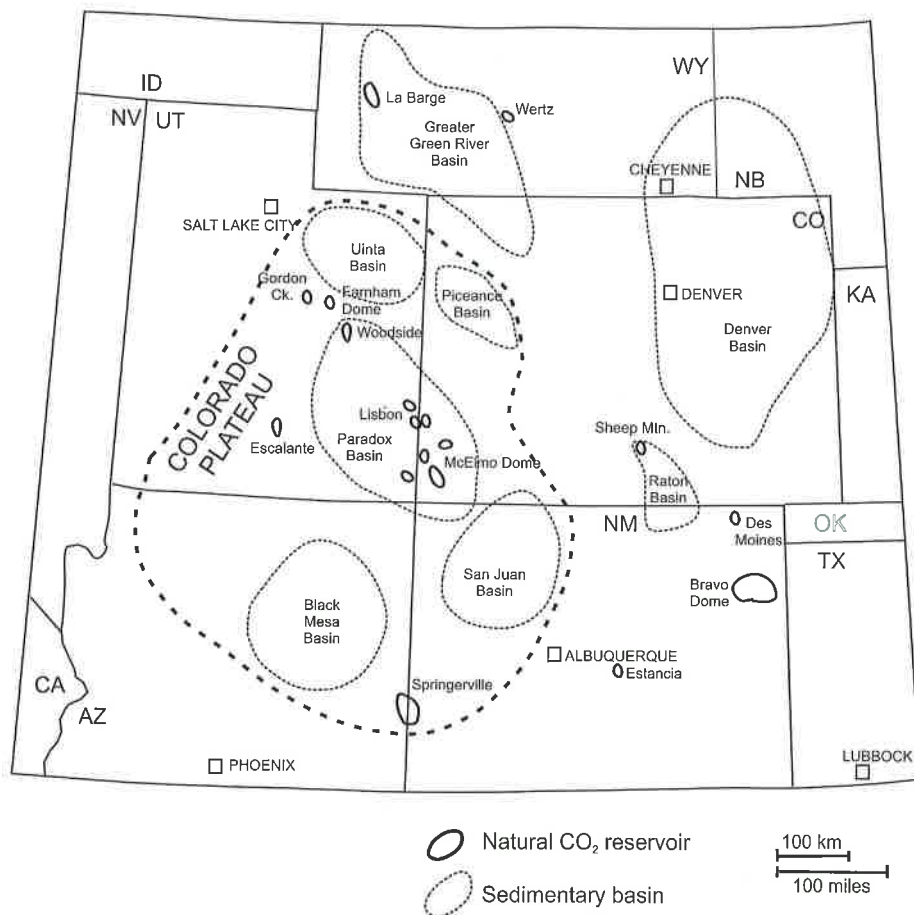 WY
ID
La Barge
NV
UT
Wertz
Greater
Green River
Basin
CHEYENNE
NB
SALT LAKE CITY
CO
Uinta
Basin
Gordon
Ck.
Farnham
Dome
Piceance
Basin
DENVER
KA
Woodside
Denver
Basin
COLORADO
PLATEAU
Lisbon
Paradox
Basin
Escalante
McElmo Dome
Sheep Mtn.
Raton
Basin
NM
Des
Moines
OK
TX
San Juan
Basin
Bravo
Dome
Black
Mesa
Basin
ALBUQUERQUE
Estancia
CA
AZ
Springerville
PHOENIX
LUBBOCK
Natural CO₂ reservoir
100 km
100 miles
Sedimentary basin